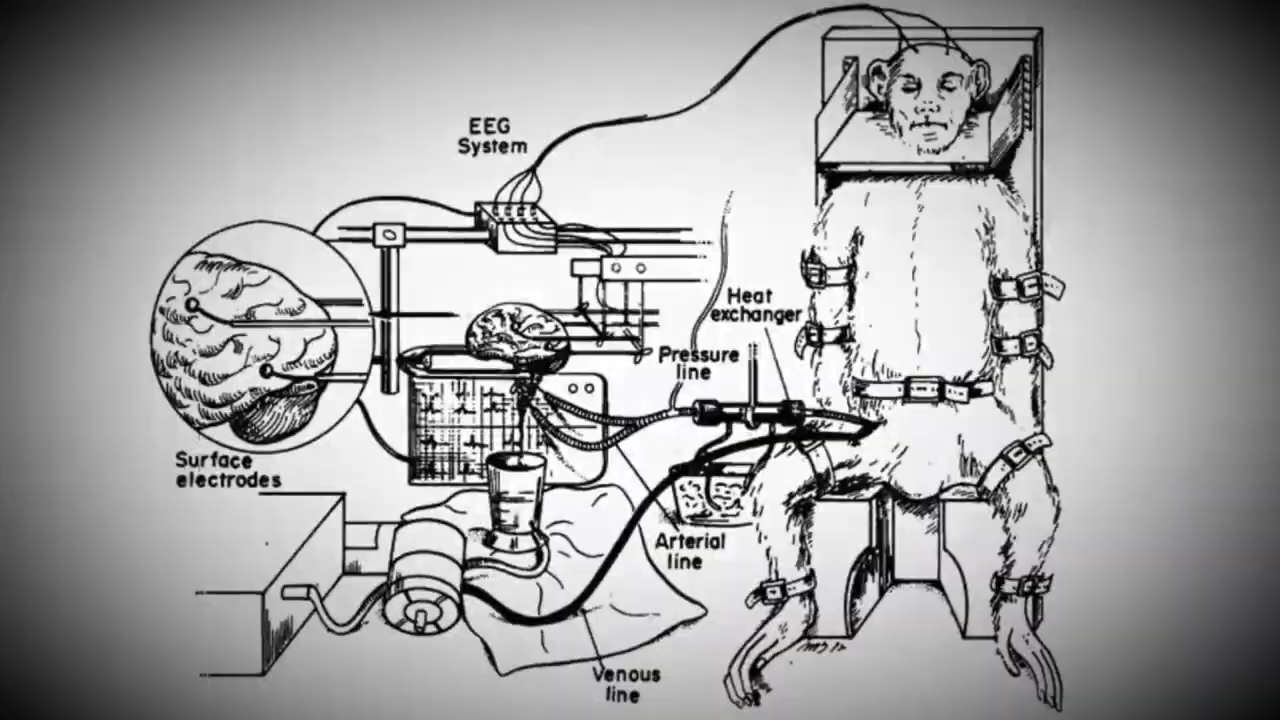 EEG
System
Heat
exchanger
Pressure
line
Surface
electrodes
Arterial
line
Venous
line